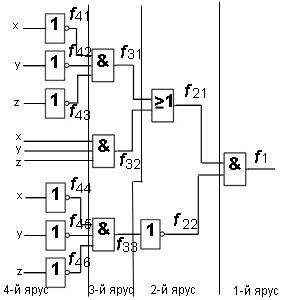 x 1 f41
y 1 f42 & f31
z 1 f43
≥1 f21
x
y & f32
z
& f1
x 1 f44
y 1 f45 & f33 1 f22
z 1 f46
4-й ярус 3-й ярус 2-й ярус 1-й ярус